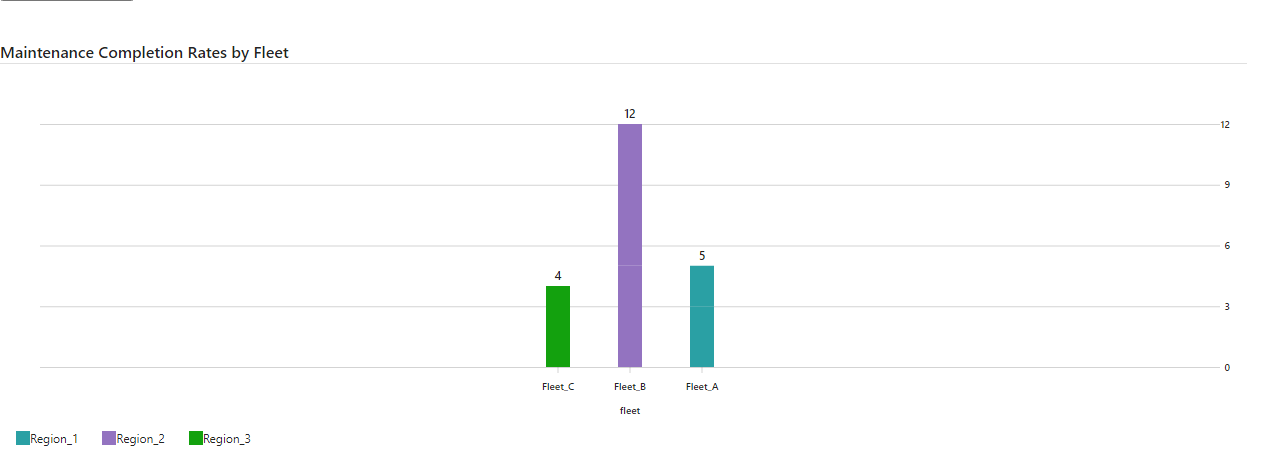 Maintenance Completion Rates by Fleet
12
12
9
5
6
4
3
0
Fleet_C Fleet_B Fleet_A
fleet
Region_1 Region_2 Region_3